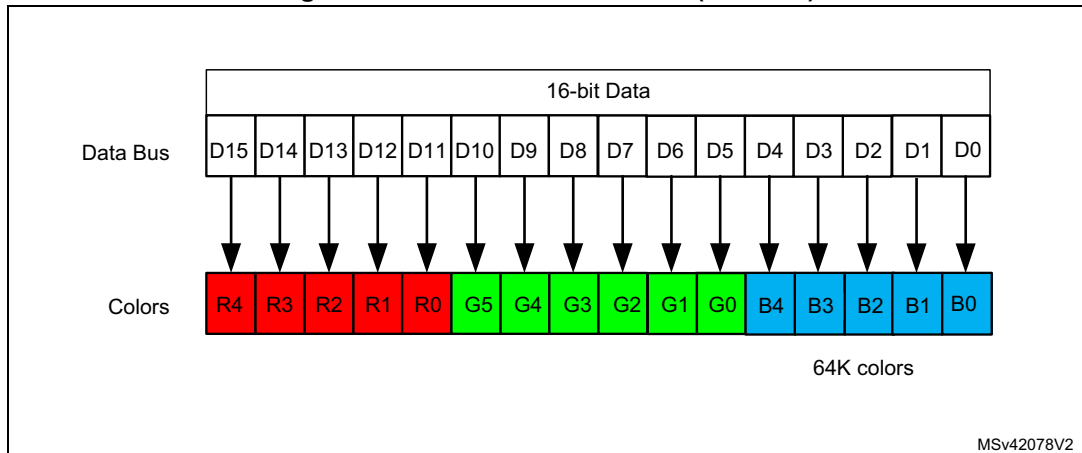 16-bit Data
Data Bus D15 D14 D13 D12 D11 D10 D9 D8 D7 D6 D5 D4 D3 D2 D1 D0
Colors R4 R3 R2 R1 R0 G5 G4 G3 G2 G1 G0 B4 B3 B2 B1 B0
64K colors
MSv42078V2